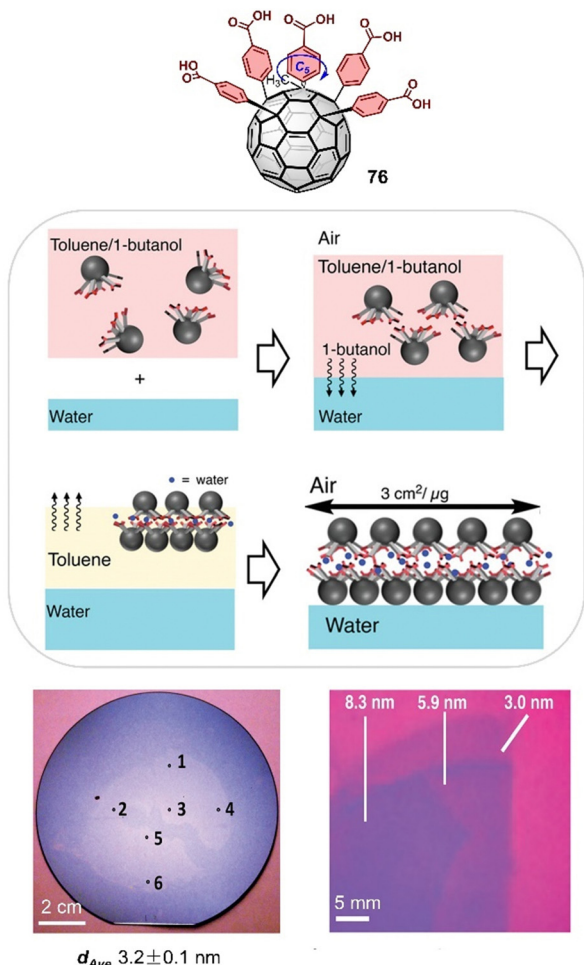 O
OH
O
OH
O
OH
HO
O
H₃C
C₅
O
OH
76
Toluene/1-butanol
+
Water
Air
Toluene/1-butanol
1-butanol
Water
= water
Toluene
Water
Air
3 cm²/ μg
Water
1
2
3
4
5
6
2 cm
d_Ave 3.2±0.1 nm
8.3 nm
5.9 nm
3.0 nm
5 mm